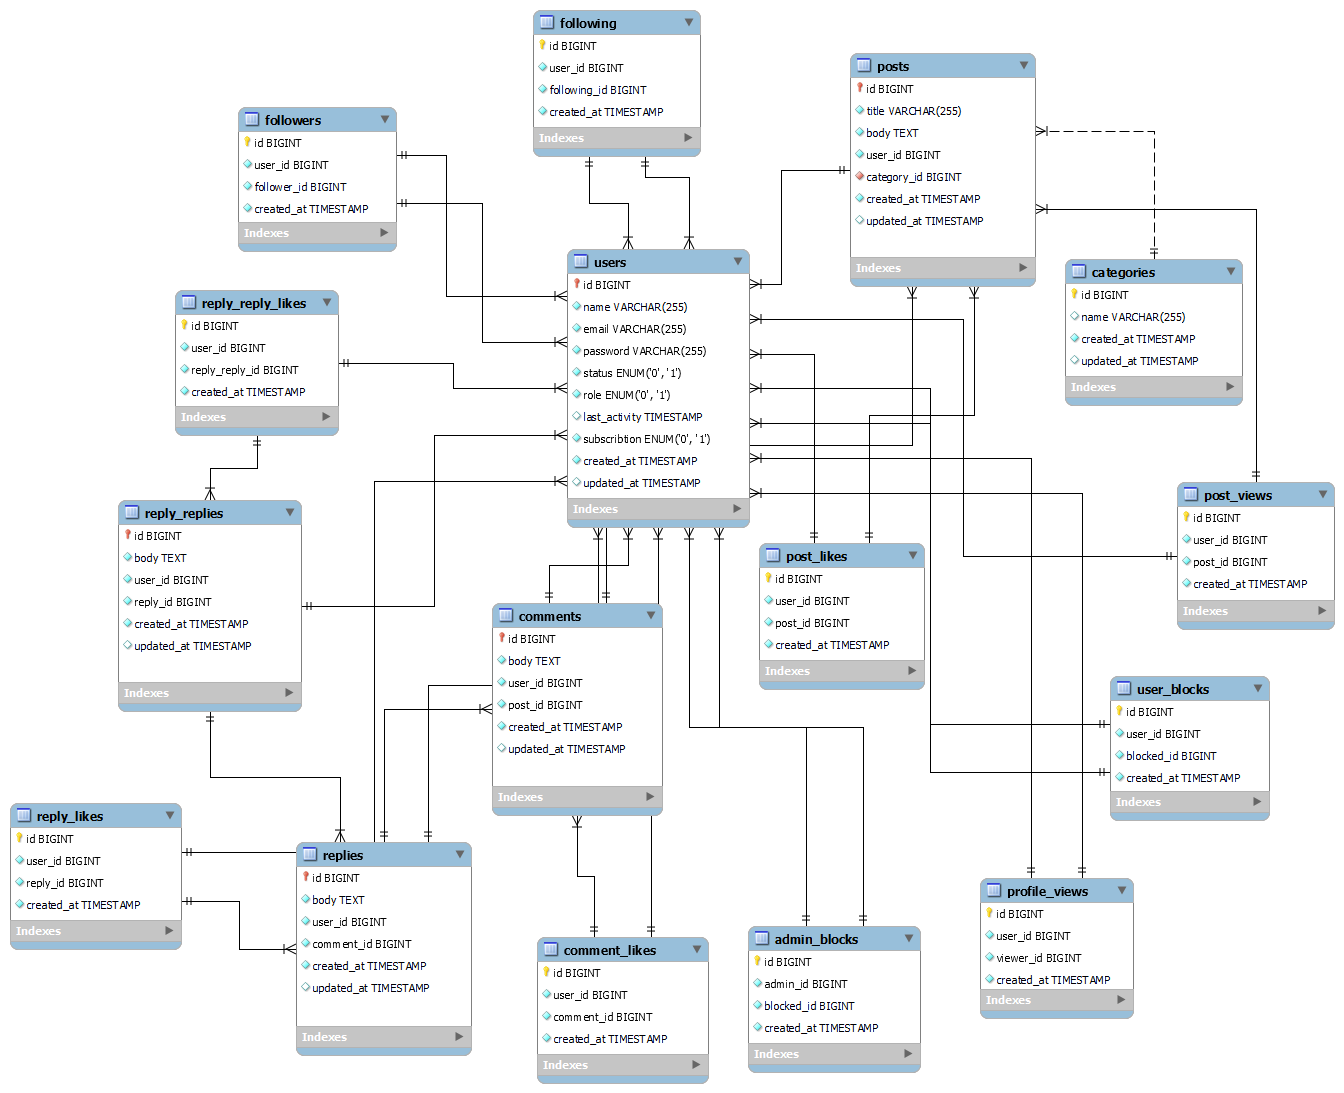 following
id BIGINT
user_id BIGINT
following_id BIGINT
created_at TIMESTAMP
Indexes
posts
id BIGINT
title VARCHAR(255)
body TEXT
user_id BIGINT
category_id BIGINT
created_at TIMESTAMP
updated_at TIMESTAMP
Indexes
followers
id BIGINT
user_id BIGINT
follower_id BIGINT
created_at TIMESTAMP
Indexes
users
id BIGINT
name VARCHAR(255)
email VARCHAR(255)
password VARCHAR(255)
status ENUM('0', '1')
role ENUM('0', '1')
last_activity TIMESTAMP
subscribtion ENUM('0', '1')
created_at TIMESTAMP
updated_at TIMESTAMP
Indexes
categories
id BIGINT
name VARCHAR(255)
created_at TIMESTAMP
updated_at TIMESTAMP
Indexes
reply_reply_likes
id BIGINT
user_id BIGINT
reply_reply_id BIGINT
created_at TIMESTAMP
Indexes
post_views
id BIGINT
user_id BIGINT
post_id BIGINT
created_at TIMESTAMP
Indexes
reply_replies
id BIGINT
body TEXT
user_id BIGINT
reply_id BIGINT
created_at TIMESTAMP
updated_at TIMESTAMP
Indexes
post_likes
id BIGINT
user_id BIGINT
post_id BIGINT
created_at TIMESTAMP
Indexes
comments
id BIGINT
body TEXT
user_id BIGINT
post_id BIGINT
created_at TIMESTAMP
updated_at TIMESTAMP
Indexes
user_blocks
id BIGINT
user_id BIGINT
blocked_id BIGINT
created_at TIMESTAMP
Indexes
reply_likes
id BIGINT
user_id BIGINT
reply_id BIGINT
created_at TIMESTAMP
Indexes
replies
id BIGINT
body TEXT
user_id BIGINT
comment_id BIGINT
created_at TIMESTAMP
updated_at TIMESTAMP
Indexes
profile_views
id BIGINT
user_id BIGINT
viewer_id BIGINT
created_at TIMESTAMP
Indexes
admin_blocks
id BIGINT
admin_id BIGINT
blocked_id BIGINT
created_at TIMESTAMP
Indexes
comment_likes
id BIGINT
user_id BIGINT
comment_id BIGINT
created_at TIMESTAMP
Indexes